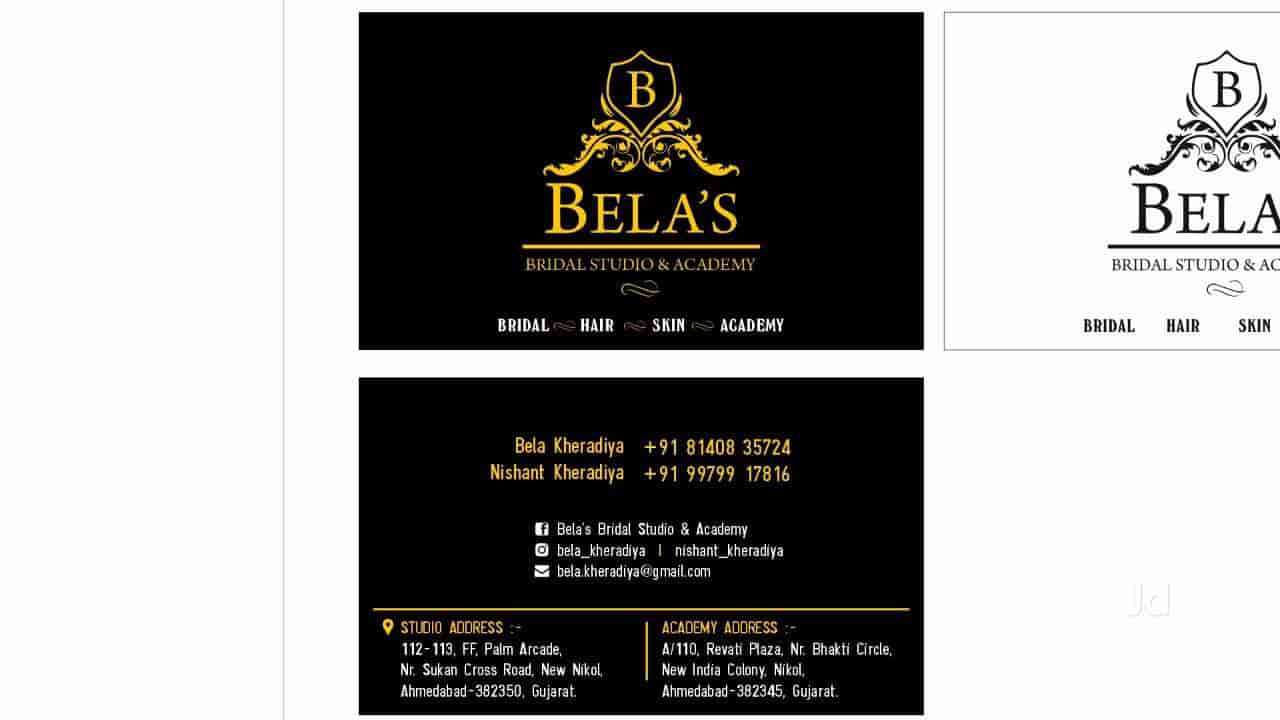 B
BELA'S
BRIDAL STUDIO & ACADEMY
BRIDAL HAIR SKIN ACADEMY
B
BELA
BRIDAL STUDIO & AC
BRIDAL HAIR SKIN
Bela Kheradiya +91 81408 35724
Nishant Kheradiya +91 99799 17816
Bela's Bridal Studio & Academy
bela_kheradiya | nishant_kheradiya
bela.kheradiya@gmail.com
STUDIO ADDRESS :-
112-113, FF, Palm Arcade,
Nr. Sukan Cross Road, New Nikol,
Ahmedabad-382350, Gujarat.
ACADEMY ADDRESS :-
A/110, Revati Plaza, Nr. Bhakti Circle,
New India Colony, Nikol,
Ahmedabad-382345, Gujarat.
Jd